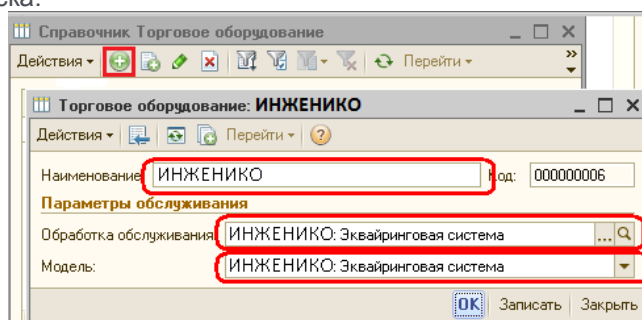 ска.
Справочник Торговое оборудование
Действия Перейти
Торговое оборудование: ИНЖЕНИКО
Действия Перейти
Наименование ИНЖЕНИКО Код: 000000006
Параметры обслуживания
Обработка обслуживания ИНЖЕНИКО: Эквайринговая система ...
Модель: ИНЖЕНИКО: Эквайринговая система
OK Записать Закрыть